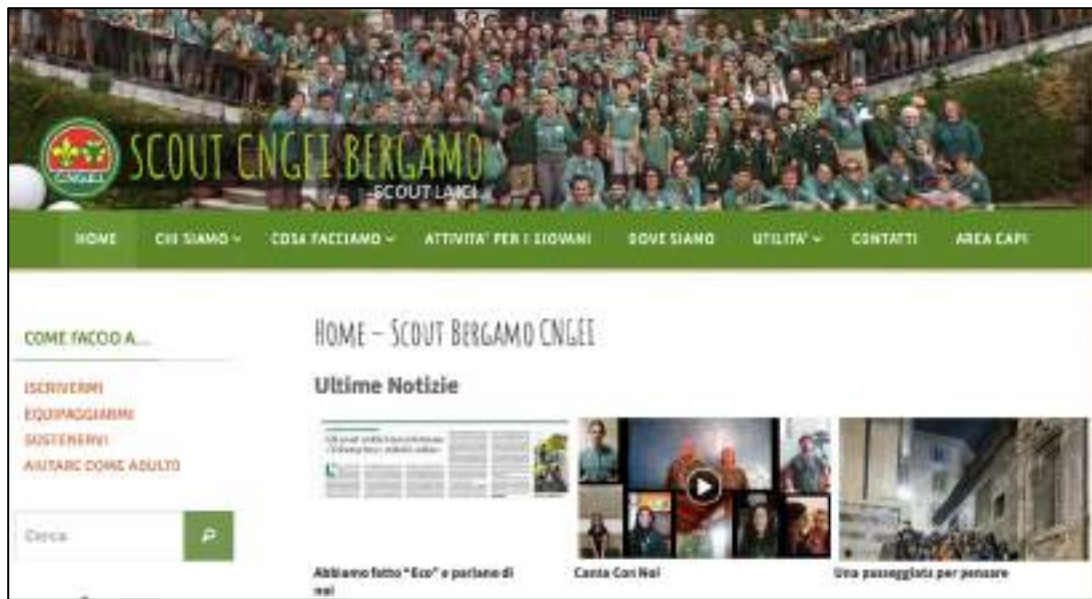 CNGEI
SCOUT CNGEI BERGAMO
SCOUT LAICI
HOME
CHI SIAMO
COSA FACCIAMO
ATTIVITA' PER I GIOVANI
DOVE SIAMO
UTILITA'
CONTATTI
AREA CAPI
COME FACCIO A...
ISCRIVERMI
EQUIPAGGIARMI
SOSTENERVI
AIUTARE COME ADULTO
Cerca
HOME – SCOUT BERGAMO CNGEI
Ultime Notizie
Abbiamo fatto "Eco" e parlano di
noi
Canta Con Noi
Una passeggiata per pensare